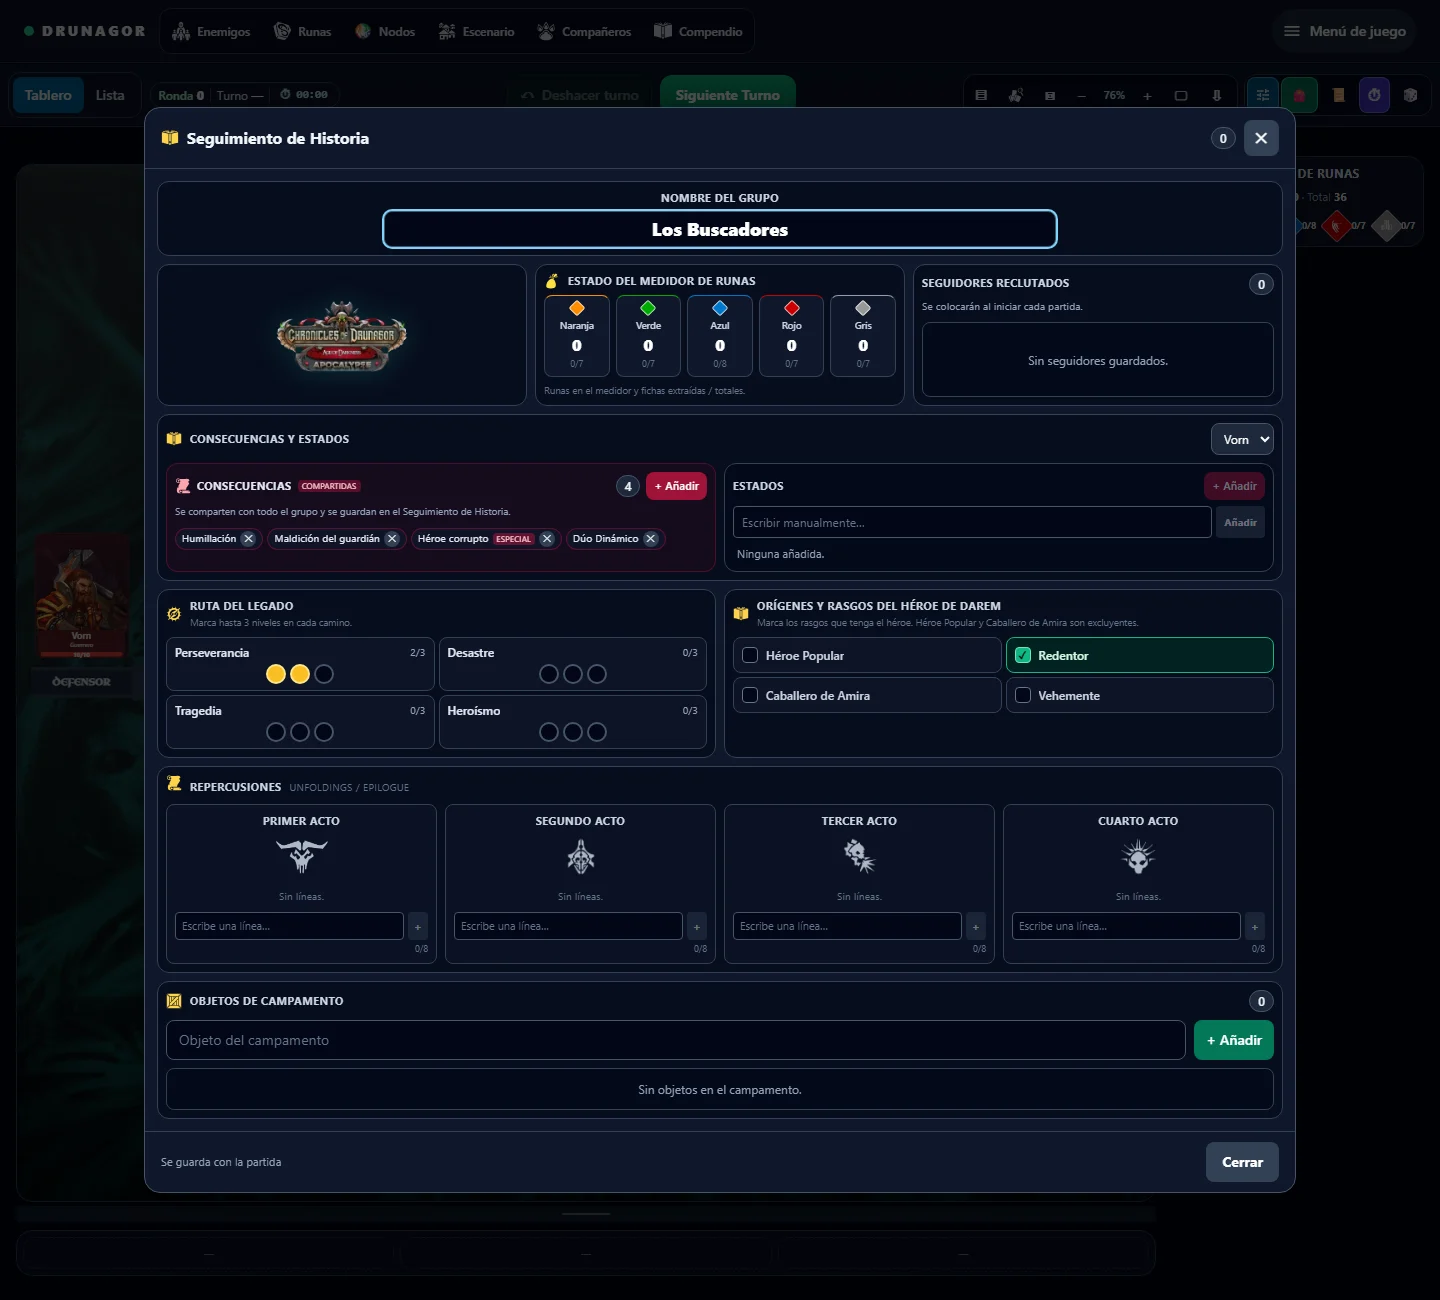 DRUNAGOR
Enemigos
Runas
Nodos
Escenario
Compañeros
Compendio
Menú de juego
Tablero
Lista
Ronda 0
Turno —
00:00
Deshacer turno
Siguiente Turno
76%
Seguimiento de Historia
0
DE RUNAS
· Total 36
0/8
0/7
0/7
NOMBRE DEL GRUPO
Los Buscadores
CHRONICLES OF DRUNAGOR
AGE OF DARKNESS
APOCALYPSE
ESTADO DEL MEDIDOR DE RUNAS
Naranja
Verde
Azul
Rojo
Gris
0
0
0
0
0
0/7
0/7
0/8
0/7
0/7
Runas en el medidor y fichas extraídas / totales.
SEGUIDORES RECLUTADOS
0
Se colocarán al iniciar cada partida.
Sin seguidores guardados.
CONSECUENCIAS Y ESTADOS
Vorn
CONSECUENCIAS COMPARTIDAS
4
+ Añadir
Se comparten con todo el grupo y se guardan en el Seguimiento de Historia.
Humillación
Maldición del guardián
Héroe corrupto ESPECIAL
Dúo Dinámico
ESTADOS
+ Añadir
Escribir manualmente...
Añadir
Ninguna añadida.
Vorn
Guerrero
DEFENSOR
RUTA DEL LEGADO
Marca hasta 3 niveles en cada camino.
Perseverancia
2/3
Desastre
0/3
Tragedia
0/3
Heroísmo
0/3
ORÍGENES Y RASGOS DEL HÉROE DE DAREM
Marca los rasgos que tenga el héroe. Héroe Popular y Caballero de Amira son excluyentes.
Héroe Popular
Redentor
Caballero de Amira
Vehemente
REPERCUSIONES UNFOLDINGS / EPILOGUE
PRIMER ACTO
Sin líneas.
Escribe una línea...
+
0/8
SEGUNDO ACTO
Sin líneas.
Escribe una línea...
+
0/8
TERCER ACTO
Sin líneas.
Escribe una línea...
+
0/8
CUARTO ACTO
Sin líneas.
Escribe una línea...
+
0/8
OBJETOS DE CAMPAMENTO
0
Objeto del campamento
+ Añadir
Sin objetos en el campamento.
Se guarda con la partida
Cerrar